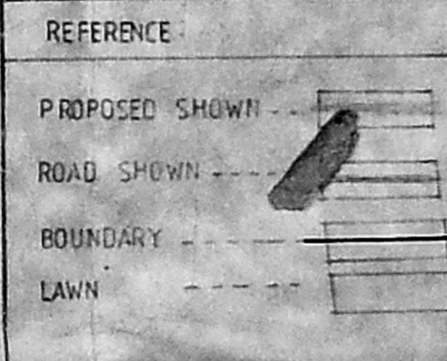 REFERENCE
PROPOSED SHOWN
ROAD SHOWN
BOUNDARY
LAWN